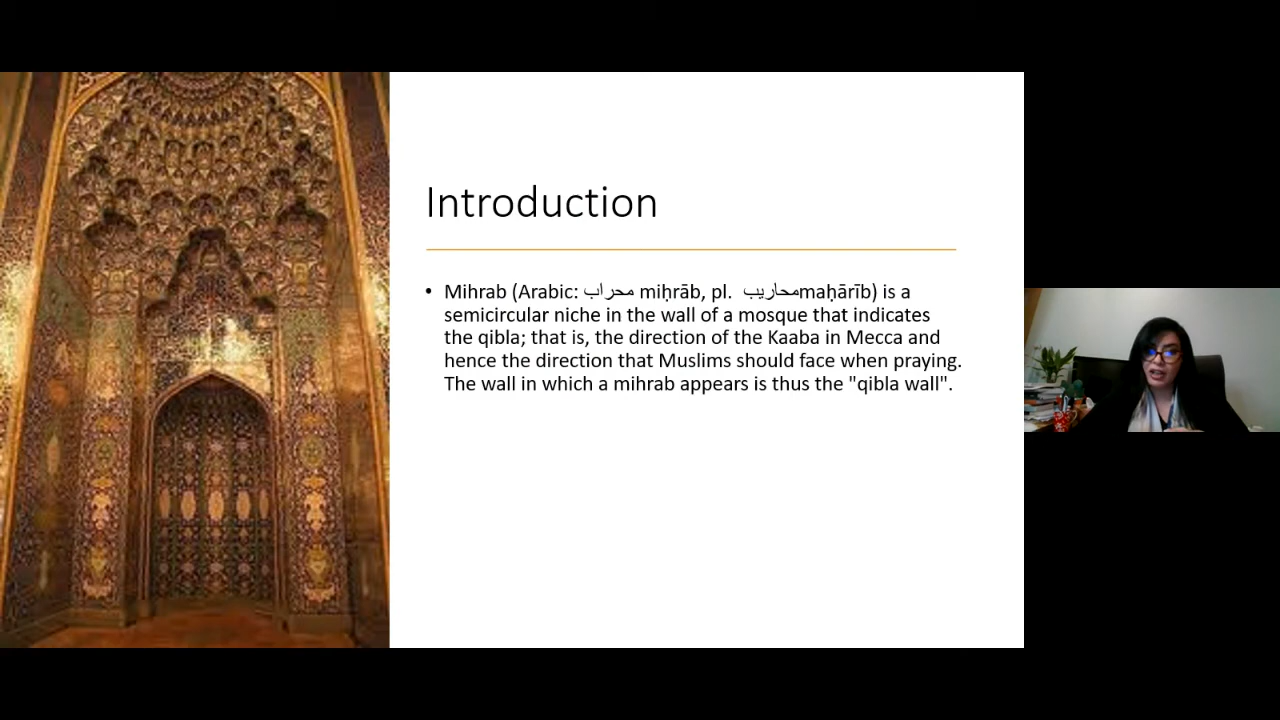 Introduction
• Mihrab (Arabic: محراب miḥrāb, pl. محاريب maḥārīb) is a
semicircular niche in the wall of a mosque that indicates
the qibla; that is, the direction of the Kaaba in Mecca and
hence the direction that Muslims should face when praying.
The wall in which a mihrab appears is thus the "qibla wall".